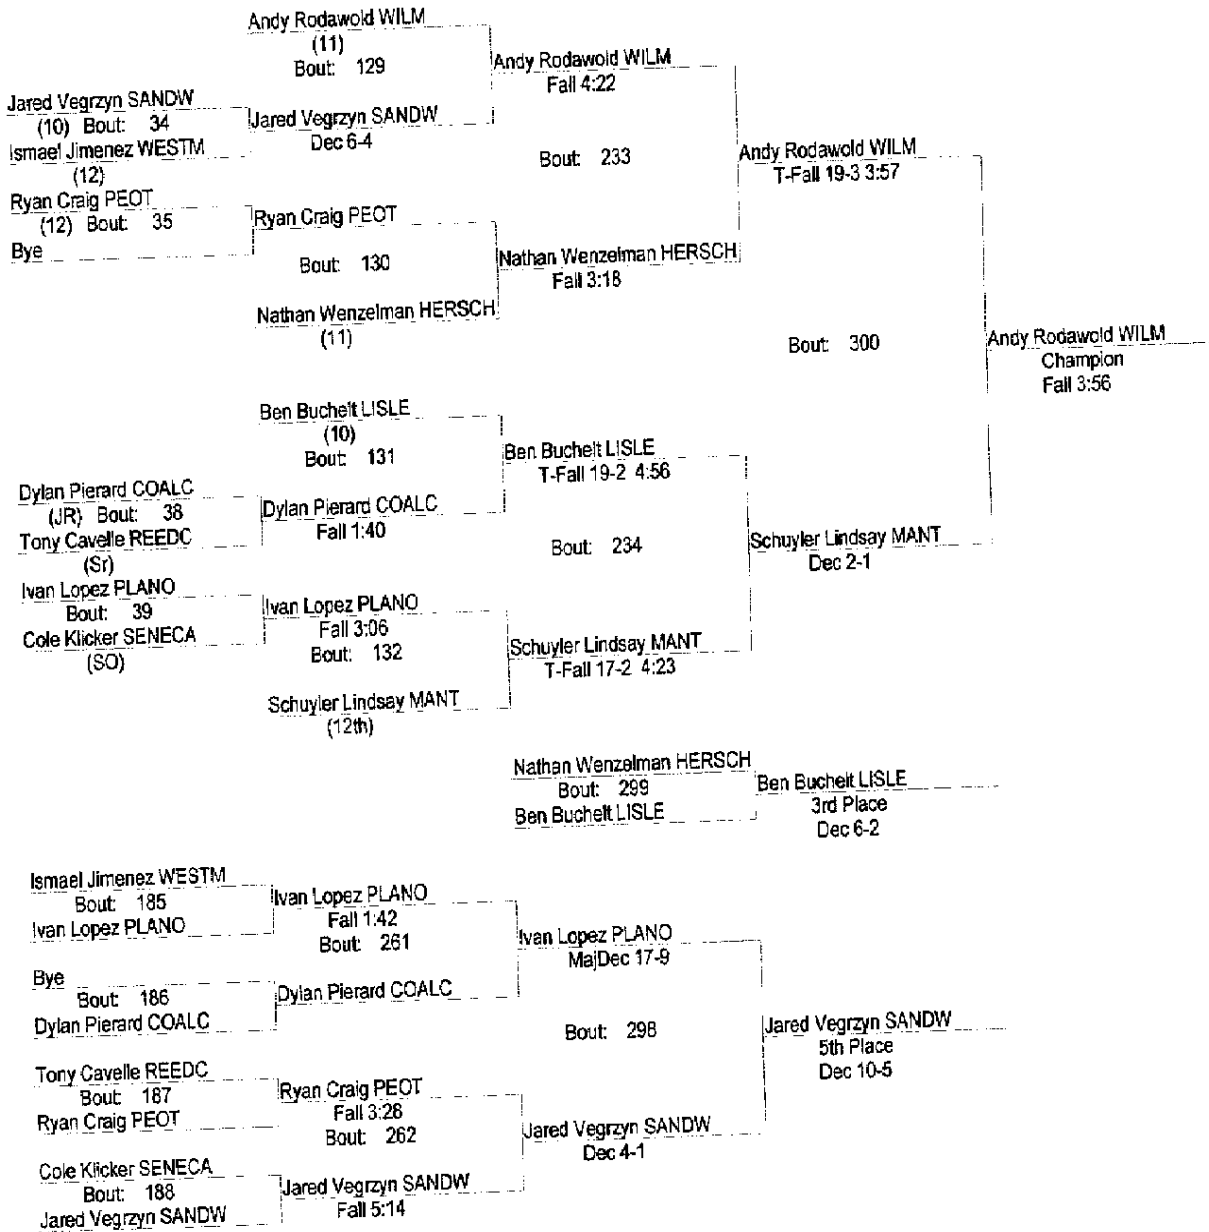 Andy Rodawold WILM
(11)
Bout: 129
Andy Rodawold WILM
Fall 4:22
Jared Vegrzyn SANDW
(10) Bout: 34
Ismael Jimenez WESTM
(12)
Jared Vegrzyn SANDW
Dec 6-4
Bout: 233
Andy Rodawold WILM
T-Fall 19-3 3:57
Ryan Craig PEOT
(12) Bout: 35
Bye
Ryan Craig PEOT
Bout: 130
Nathan Wenzelman HERSCH
Fall 3:18
Nathan Wenzelman HERSCH
(11)
Bout: 300
Andy Rodawold WILM
Champion
Fall 3:56
Ben Bucheit LISLE
(10)
Bout: 131
Ben Bucheit LISLE
T-Fall 19-2 4:56
Dylan Pierard COALC
(JR) Bout: 38
Tony Cavelle REEDC
(Sr)
Dylan Pierard COALC
Fall 1:40
Bout: 234
Schuyler Lindsay MANT
Dec 2-1
Ivan Lopez PLANO
Bout: 39
Cole Klicker SENECA
(SO)
Ivan Lopez PLANO
Fall 3:06
Bout: 132
Schuyler Lindsay MANT
T-Fall 17-2 4:23
Schuyler Lindsay MANT
(12th)
Nathan Wenzelman HERSCH
Bout: 299
Ben Bucheit LISLE
Ben Bucheit LISLE
3rd Place
Dec 6-2
Ismael Jimenez WESTM
Bout: 185
Ivan Lopez PLANO
Ivan Lopez PLANO
Fall 1:42
Bout: 261
Ivan Lopez PLANO
MajDec 17-9
Bye
Bout: 186
Dylan Pierard COALC
Dylan Pierard COALC
Bout: 298
Jared Vegrzyn SANDW
5th Place
Dec 10-5
Tony Cavelle REEDC
Bout: 187
Ryan Craig PEOT
Ryan Craig PEOT
Fall 3:28
Bout: 262
Jared Vegrzyn SANDW
Dec 4-1
Cole Klicker SENECA
Bout: 188
Jared Vegrzyn SANDW
Jared Vegrzyn SANDW
Fall 5:14